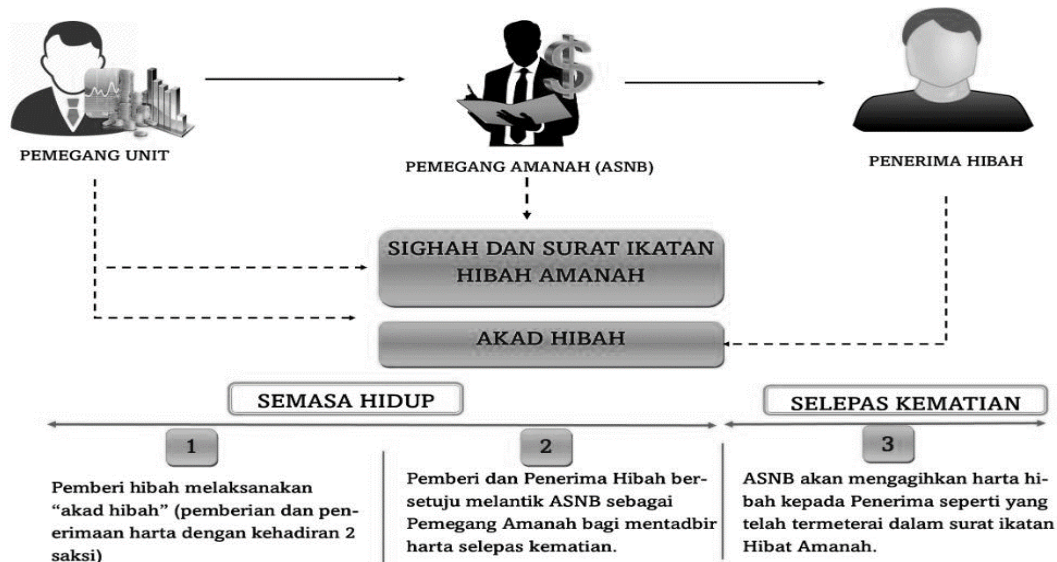 PEMEGANG UNIT
PEMEGANG AMANAH (ASNB)
PENERIMA HIBAH
SIGHAH DAN SURAT IKATAN
HIBAH AMANAH
AKAD HIBAH
SEMASA HIDUP
SELEPAS KEMATIAN
1
Pemberi hibah melaksanakan
“akad hibah” (pemberian dan pen-
erimaan harta dengan kehadiran 2
saksi)
2
Pemberi dan Penerima Hibah ber-
setuju melantik ASNB sebagai
Pemegang Amanah bagi mentadbir
harta selepas kematian.
3
ASNB akan mengagihkan harta hi-
bah kepada Penerima seperti yang
telah termeterai dalam surat ikatan
Hibat Amanah.